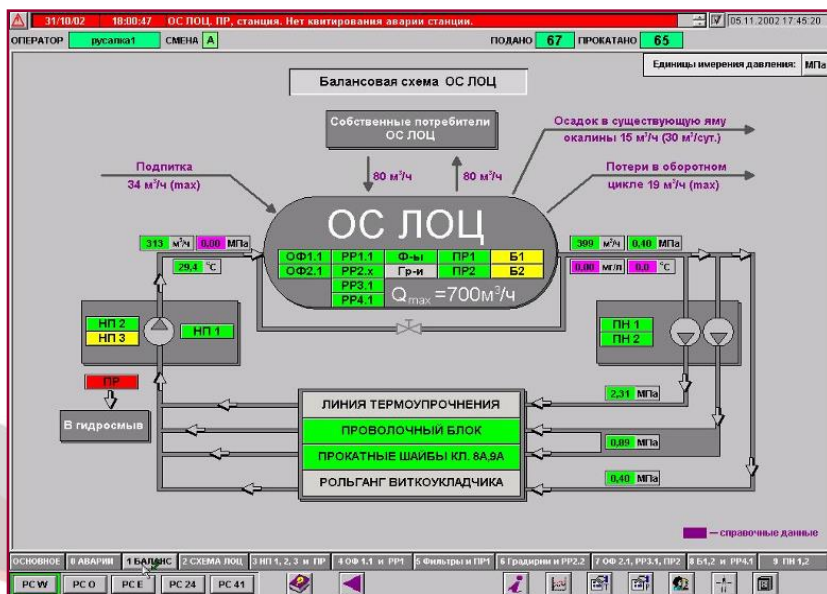 31/10/02 18:00:47 ОС ЛОЦ. ПР, станция. Нет квитирования аварии станции. 05.11.2002 17:45:20
ОПЕРАТОР русалка1 СМЕНА А ПОДАНО 67 ПРОКАТАНО 65
Единицы имерения давления: МПа
Балансовая схема ОС ЛОЦ
Собственные потребители
ОС ЛОЦ
Осадок в существующую яму
окалины 15 м³/ч (30 м³/сут.)
Подпитка
34 м³/ч (max)
80 м³/ч
80 м³/ч
Потери в оборотном
цикле 19 м³/ч (max)
ОС ЛОЦ
313 м³/ч 0,00 МПа
29,4 °C
ОФ1.1 РР1.1 Ф-ы ПР1 Б1
ОФ2.1 РР2.х Гр-и ПР2 Б2
РР3.1
РР4.1
Qmax =700м³/ч
399 м³/ч 0,40 МПа
0,00 мг/л 0,0 °C
НП 2
НП 3
НП 1
ПН 1
ПН 2
ПР
В гидросмыв
ЛИНИЯ ТЕРМОУПРОЧНЕНИЯ
ПРОВОЛОЧНЫЙ БЛОК
ПРОКАТНЫЕ ШАЙБЫ КЛ. 8А,9А
РОЛЬГАНГ ВИТКОУКЛАДЧИКА
2,31 МПа
0,89 МПа
0,40 МПа
— справочные данные
ОСНОВНОЕ 0 АВАРИИ 1 БАЛАНС 2 СХЕМА ЛОЦ 3 НП 1, 2, 3 и ПР 4 ОФ 1.1 и РР1 5 Фильтры и ПР1 6 Градирни и РР2.2 7 ОФ 2.1, РР3.1, ПР2 8 Б1,2 и РР4.1 9 ПН 1,2
PC W PC O PC E PC 24 PC 41